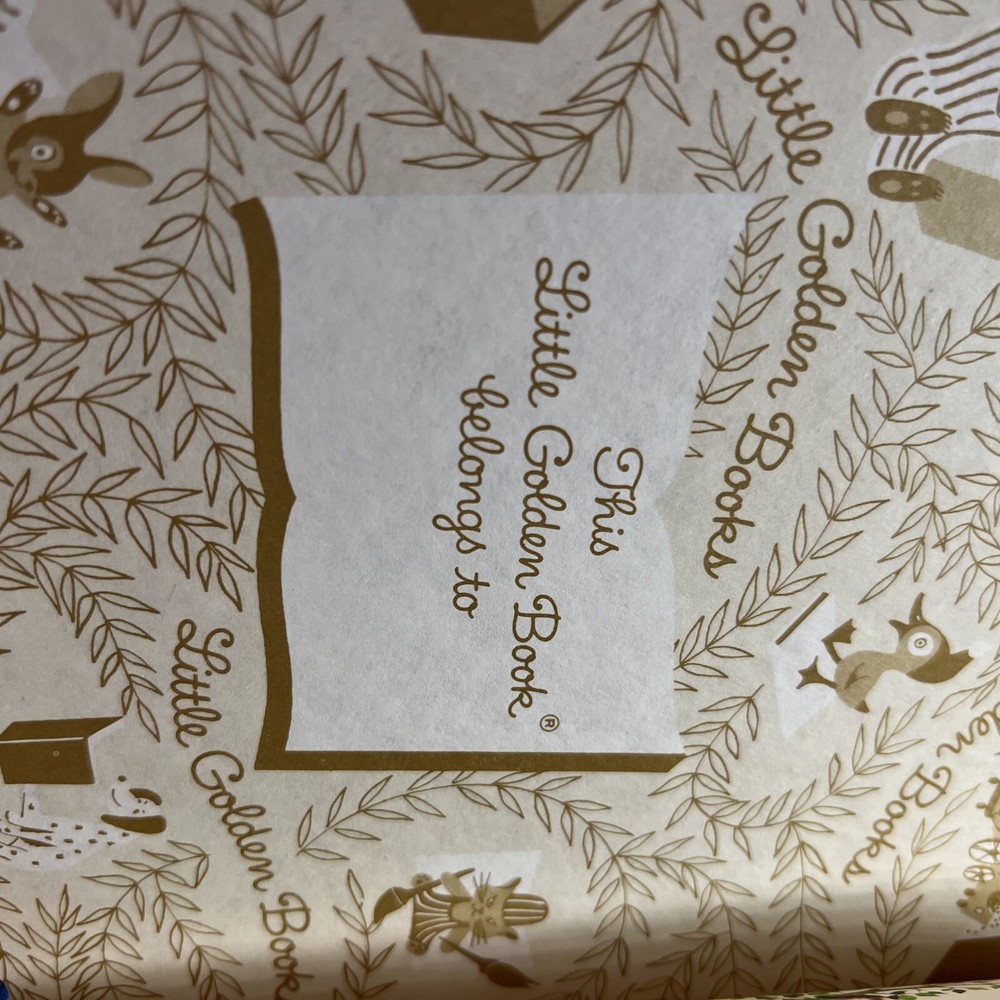 Little Golden Books
This
Little Golden Book®
belongs to
Little Golden Book
en Books